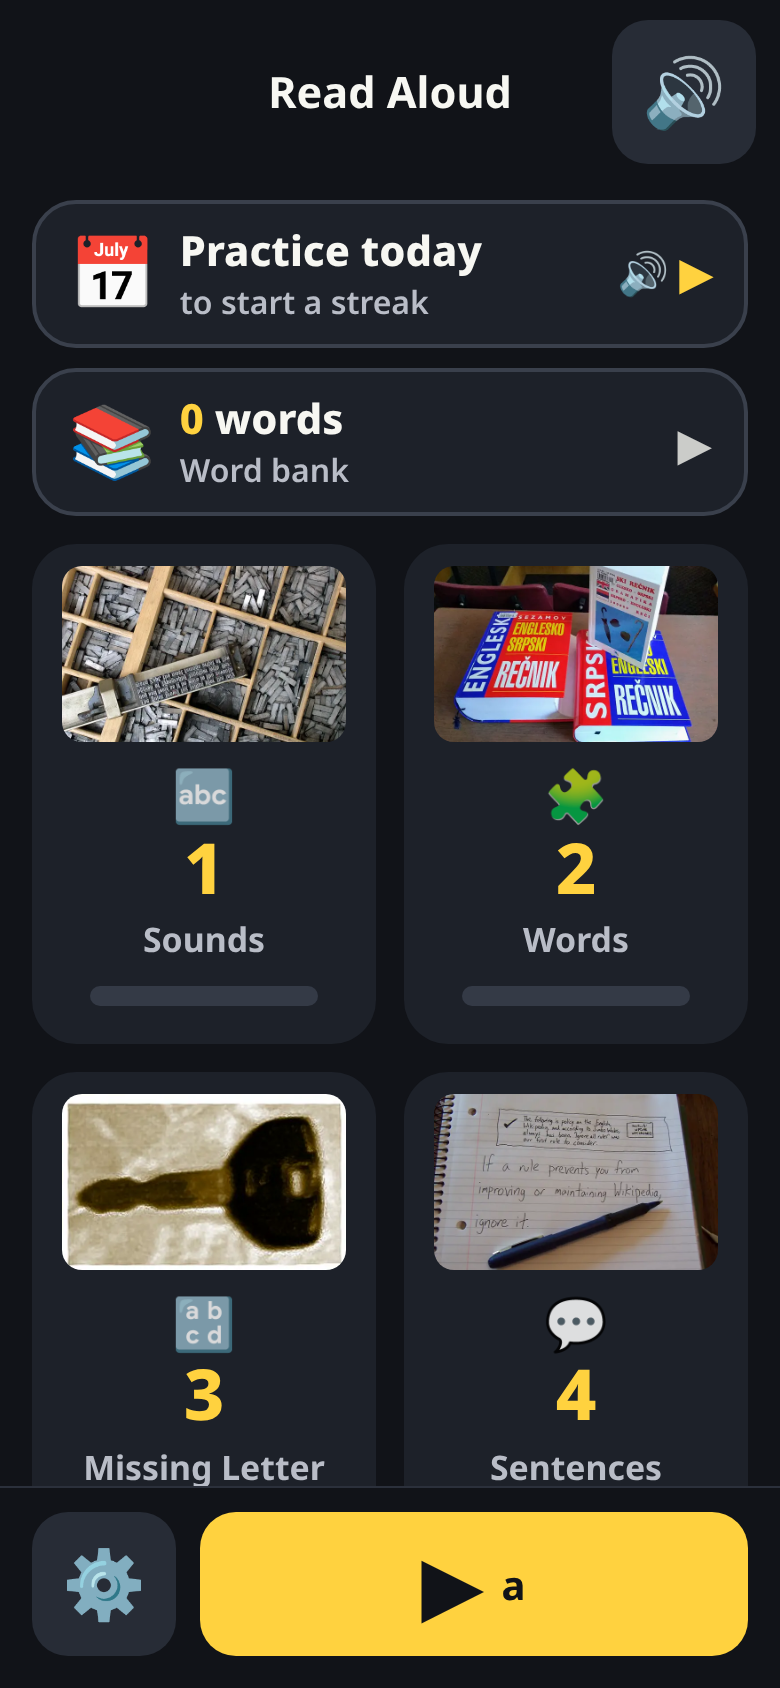 Read Aloud
July
17
Practice today
to start a streak
0 words
Word bank
ENGLESKI
SEZAMOV
ENGLESKO
SRPSKI
REČNIK
REČNIK
abc
1
Sounds
2
Words
If a rule prevents you from
improving or maintaining Wikipedia,
ignore it.
a b
c d
3
Missing Letter
4
Sentences
a